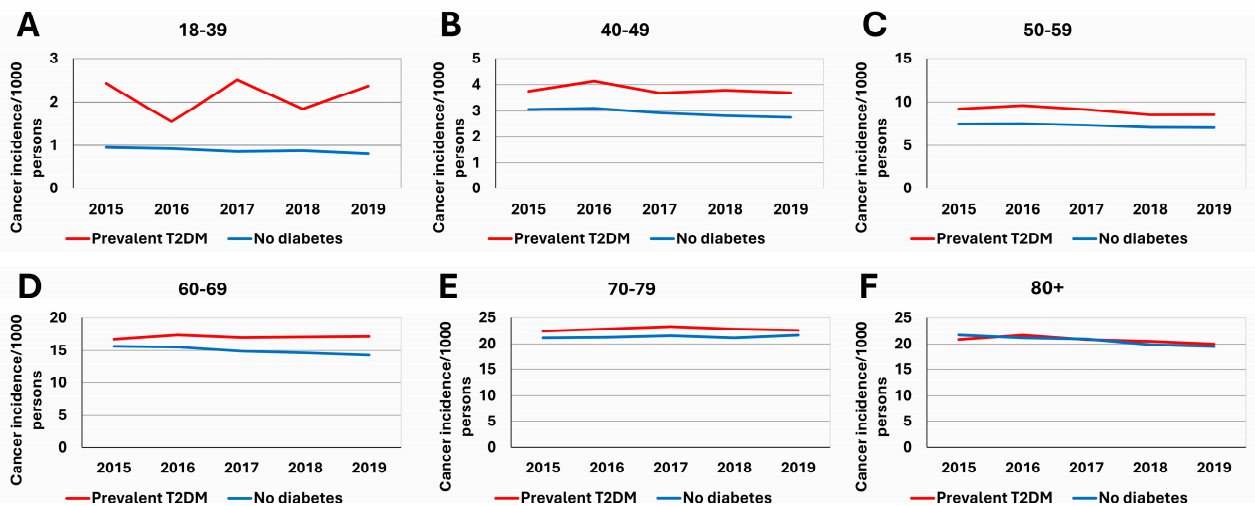 A
18-39
Cancer incidence/1000
persons
3
2
1
0
2015 2016 2017 2018 2019
Prevalent T2DM No diabetes
B
40-49
Cancer incidence/1000
persons
5
4
3
2
1
0
2015 2016 2017 2018 2019
Prevalent T2DM No diabetes
C
50-59
Cancer incidence/1000
persons
15
10
5
0
2015 2016 2017 2018 2019
Prevalent T2DM No diabetes
D
60-69
Cancer incidence/1000
persons
20
15
10
5
0
2015 2016 2017 2018 2019
Prevalent T2DM No diabetes
E
70-79
Cancer incidence/1000
persons
25
20
15
10
5
0
2015 2016 2017 2018 2019
Prevalent T2DM No diabetes
F
80+
Cancer incidence/1000
persons
25
20
15
10
5
0
2015 2016 2017 2018 2019
Prevalent T2DM No diabetes